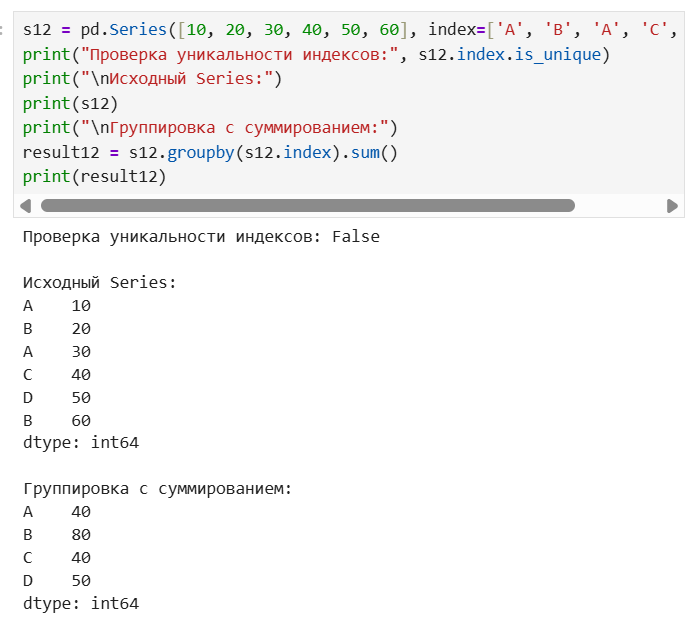 s12 = pd.Series([10, 20, 30, 40, 50, 60], index=['A', 'B', 'A', 'C',
print("Проверка уникальности индексов:", s12.index.is_unique)
print("\nИсходный Series:")
print(s12)
print("\nГруппировка с суммированием:")
result12 = s12.groupby(s12.index).sum()
print(result12)
Проверка уникальности индексов: False
Исходный Series:
A    10
B    20
A    30
C    40
D    50
B    60
dtype: int64
Группировка с суммированием:
A    40
B    80
C    40
D    50
dtype: int64